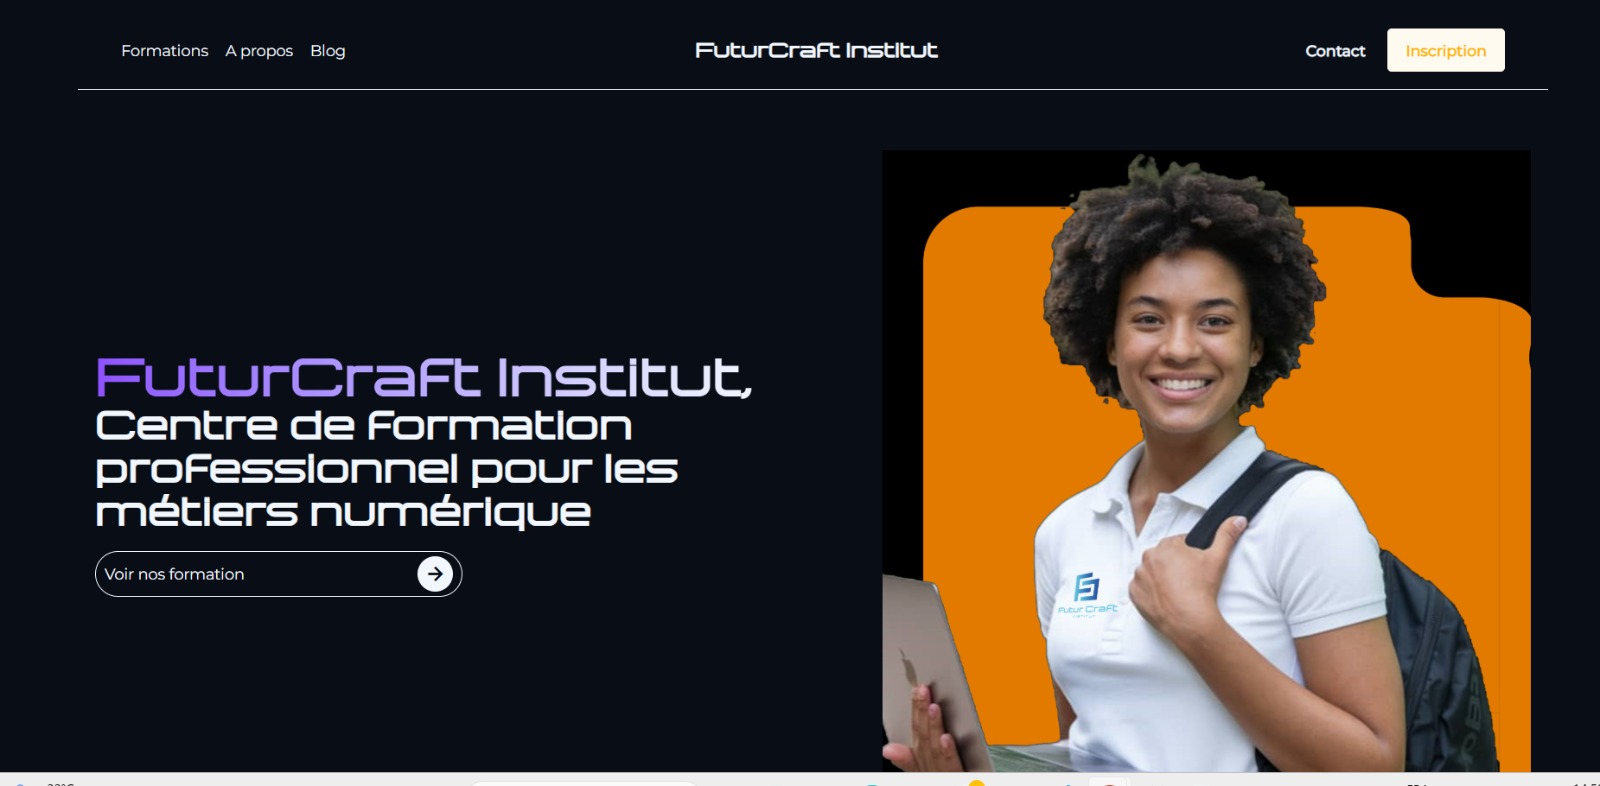 Formations A propos Blog
FuturCraft Institut
Contact Inscription
FuturCraft Institut,
Centre de Formation
professionnel pour les
métiers numérique
Voir nos formation
Futur Craft